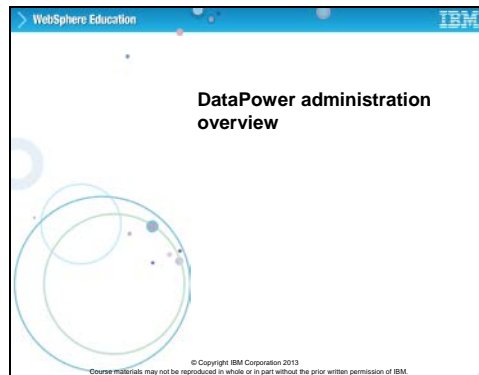 WebSphere Education
IBM
DataPower administration
overview
© Copyright IBM Corporation 2013
Course materials may not be reproduced in whole or in part without the prior written permission of IBM.